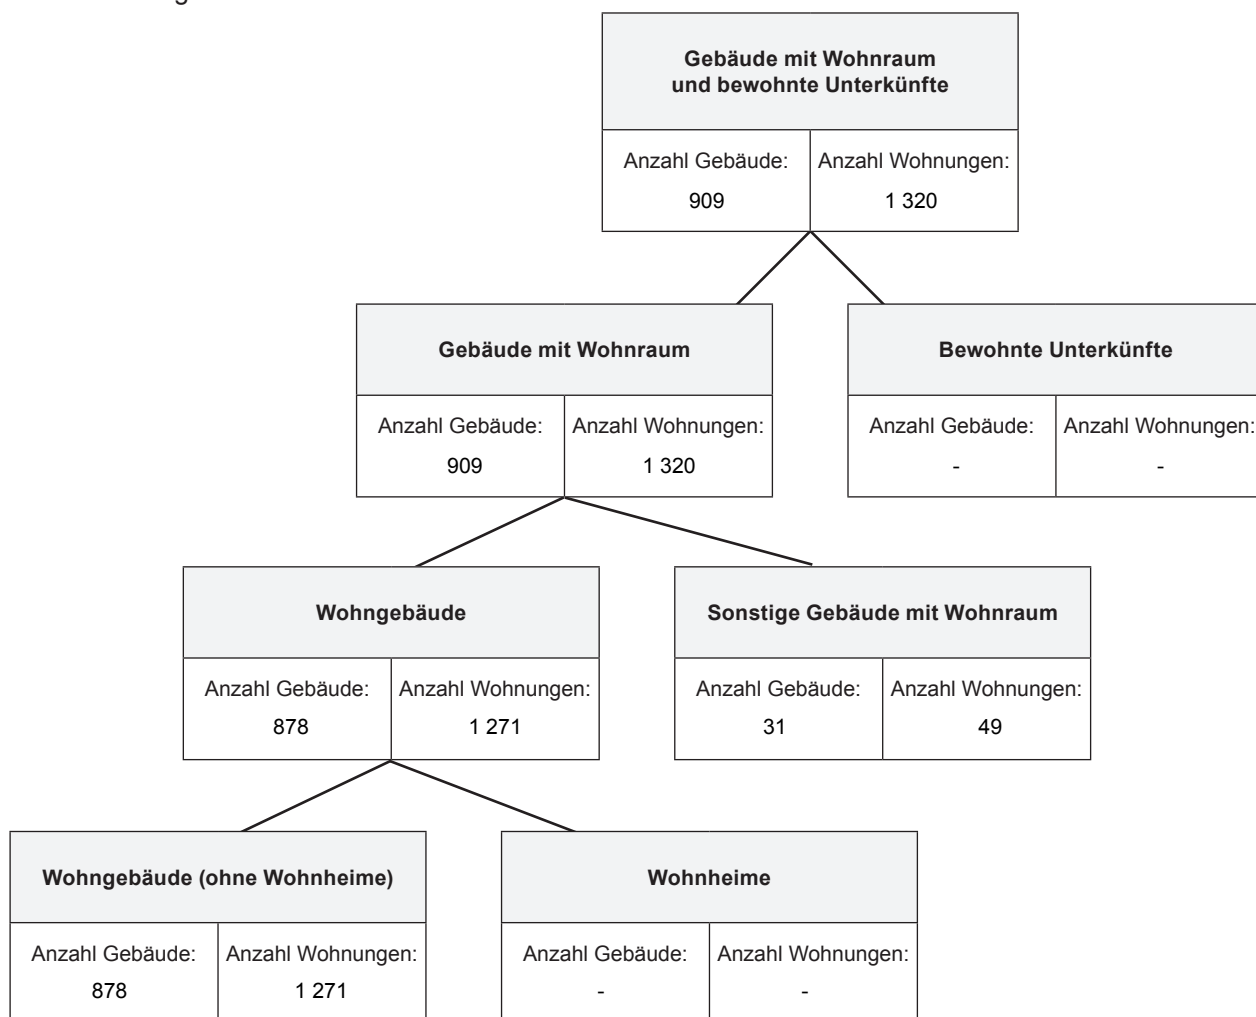 Gebäude mit Wohnraum
und bewohnte Unterkünfte
Anzahl Gebäude: Anzahl Wohnungen:
909 1 320
Gebäude mit Wohnraum
Anzahl Gebäude: Anzahl Wohnungen:
909 1 320
Bewohnte Unterkünfte
Anzahl Gebäude: Anzahl Wohnungen:
- -
Wohngebäude
Anzahl Gebäude: Anzahl Wohnungen:
878 1 271
Sonstige Gebäude mit Wohnraum
Anzahl Gebäude: Anzahl Wohnungen:
31 49
Wohngebäude (ohne Wohnheime)
Anzahl Gebäude: Anzahl Wohnungen:
878 1 271
Wohnheime
Anzahl Gebäude: Anzahl Wohnungen:
- -